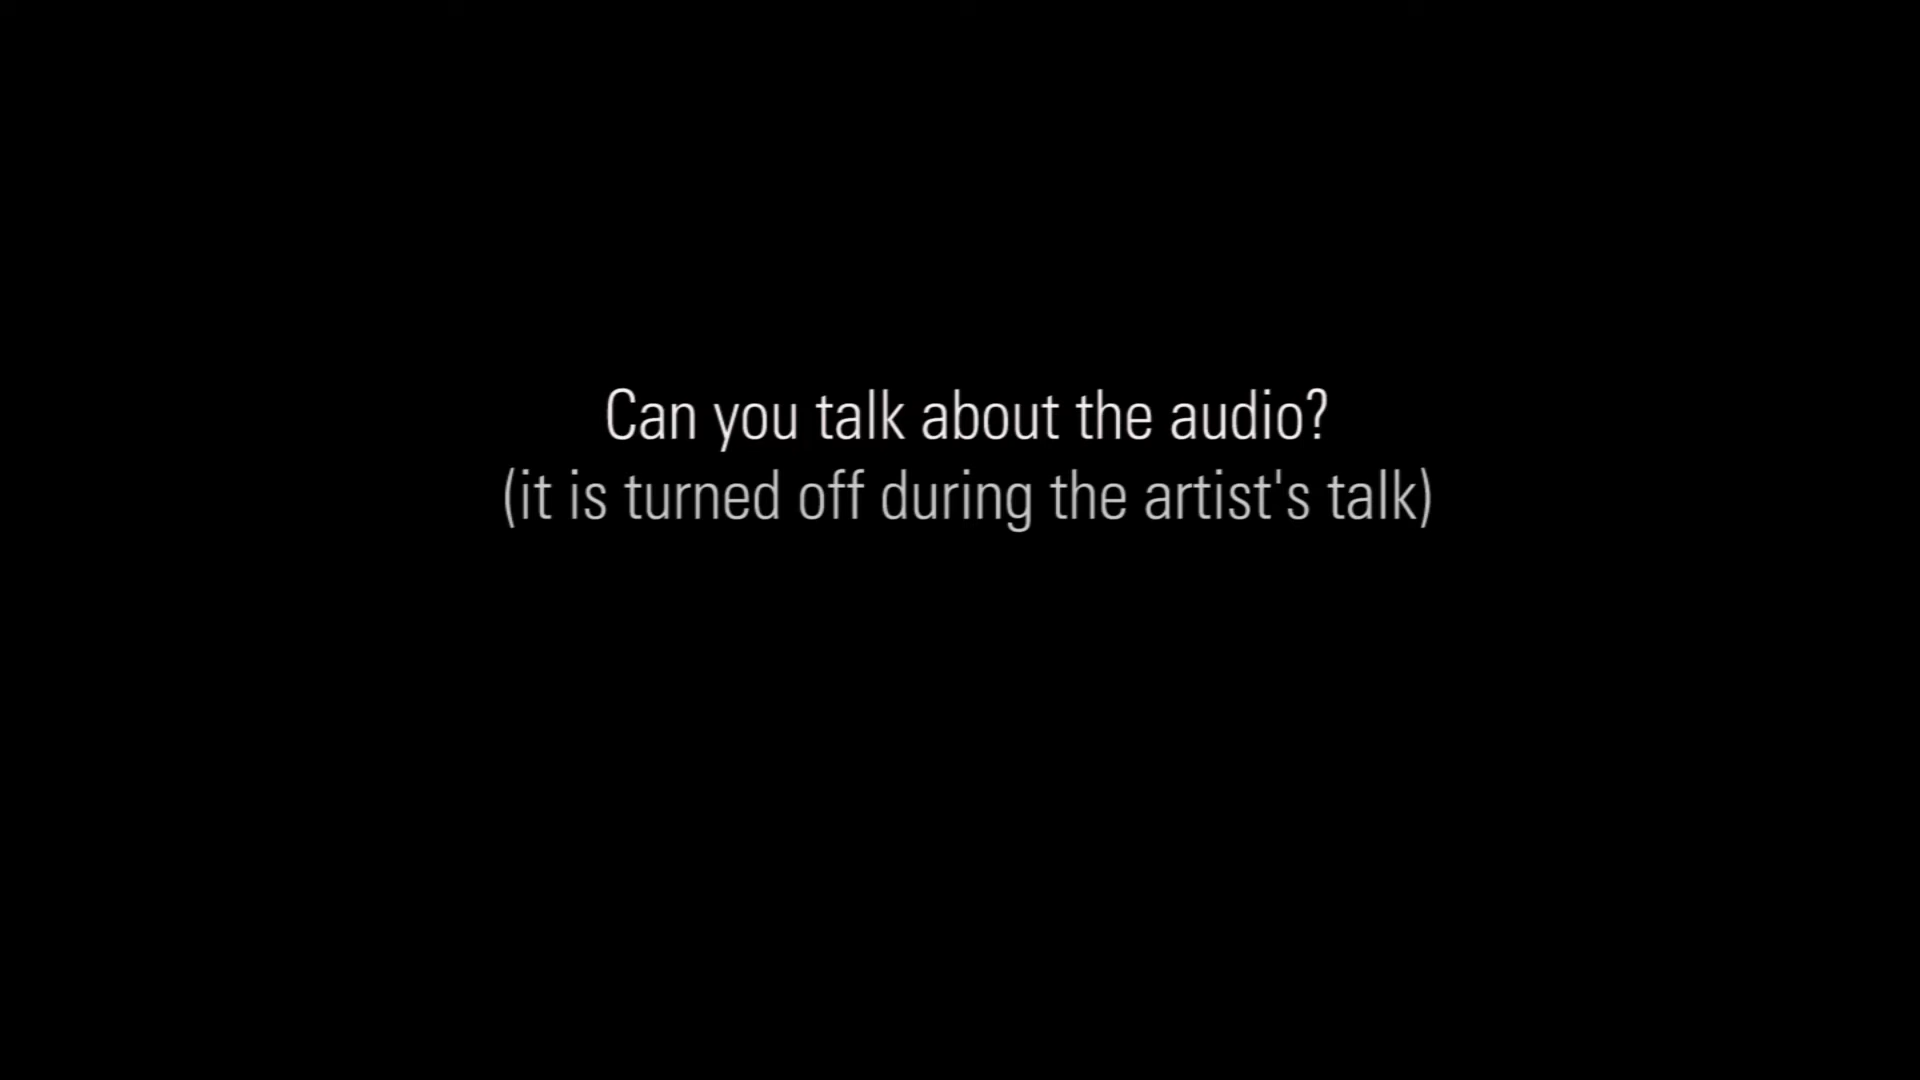 Can you talk about the audio?
(it is turned off during the artist's talk)